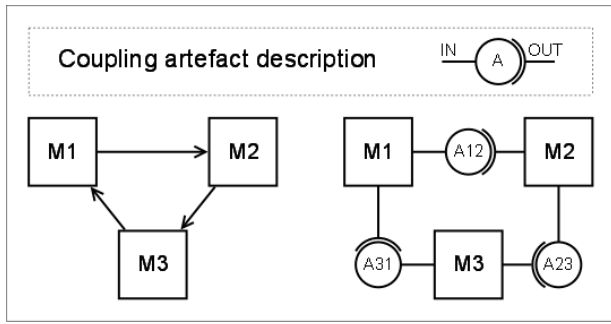 Coupling artefact description
IN A OUT
M1 M2 M1 A12 M2
M3 A31 M3 A23